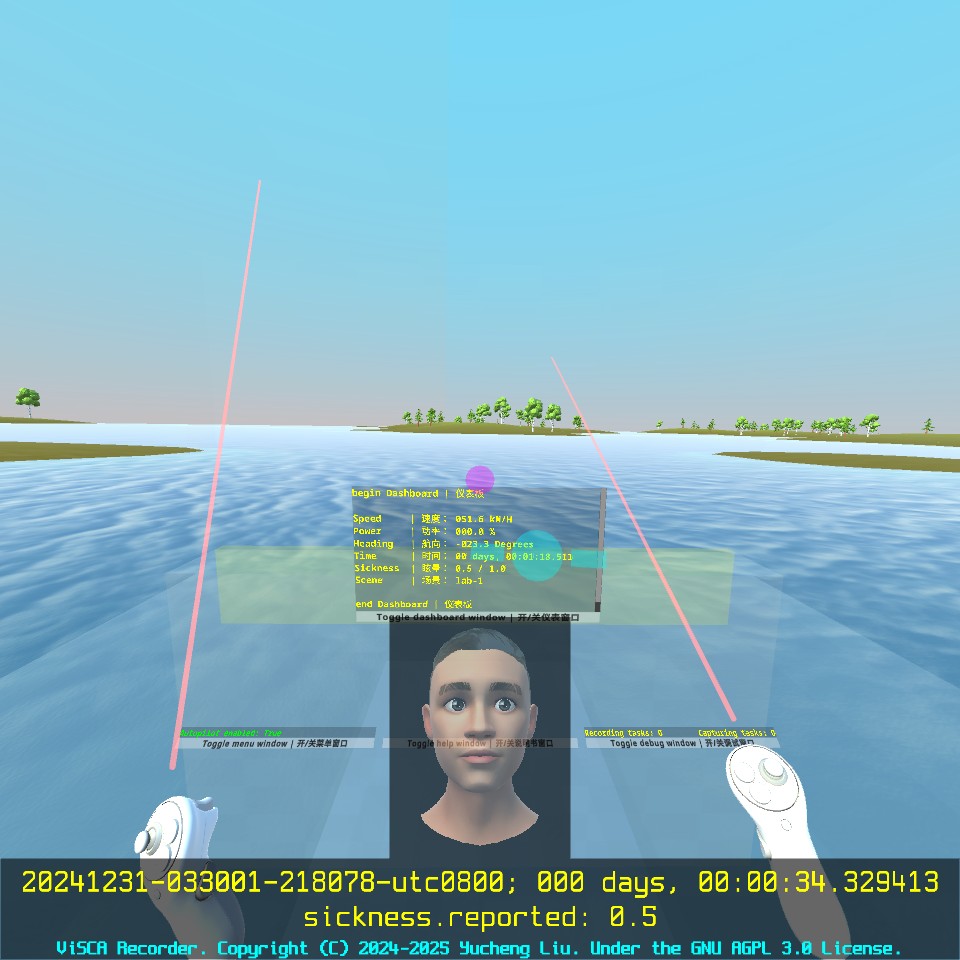 begin Dashboard | 仪表板
Speed | 速度： 051.6 kM/H
Power | 功率： 000.0 %
Heading | 航向： -023.3 Degrees
Time | 时间： 00 days, 00:01:18.511
Sickness | 眩晕： 0.5 / 1.0
Scene | 场景： lab-1
end Dashboard | 仪表板
Toggle dashboard window | 开/关仪表窗口
Autopilot enabled: True
Recording tasks: 0 Capturing tasks: 0
Toggle menu window | 开/关菜单窗口
Toggle help window | 开/关说明书窗口
Toggle debug window | 开/关调试窗口
20241231-033001-218078-utc0800; 000 days, 00:00:34.329413
sickness.reported: 0.5
ViSCA Recorder. Copyright (C) 2024-2025 Yucheng Liu. Under the GNU AGPL 3.0 License.